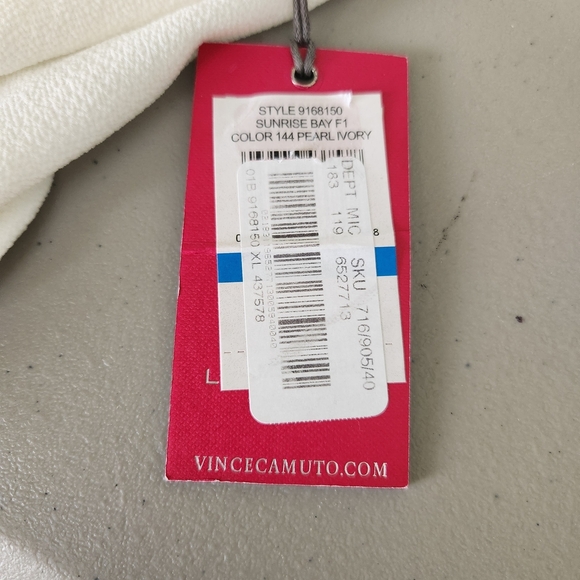 STYLE 9168150
SUNRISE BAY F1
COLOR 144 PEARL IVORY
DEPT MIC SKU 716/905/40
183 119 6527713
01B 9168150 XL 437578
8
L
VINCECAMUTO.COM